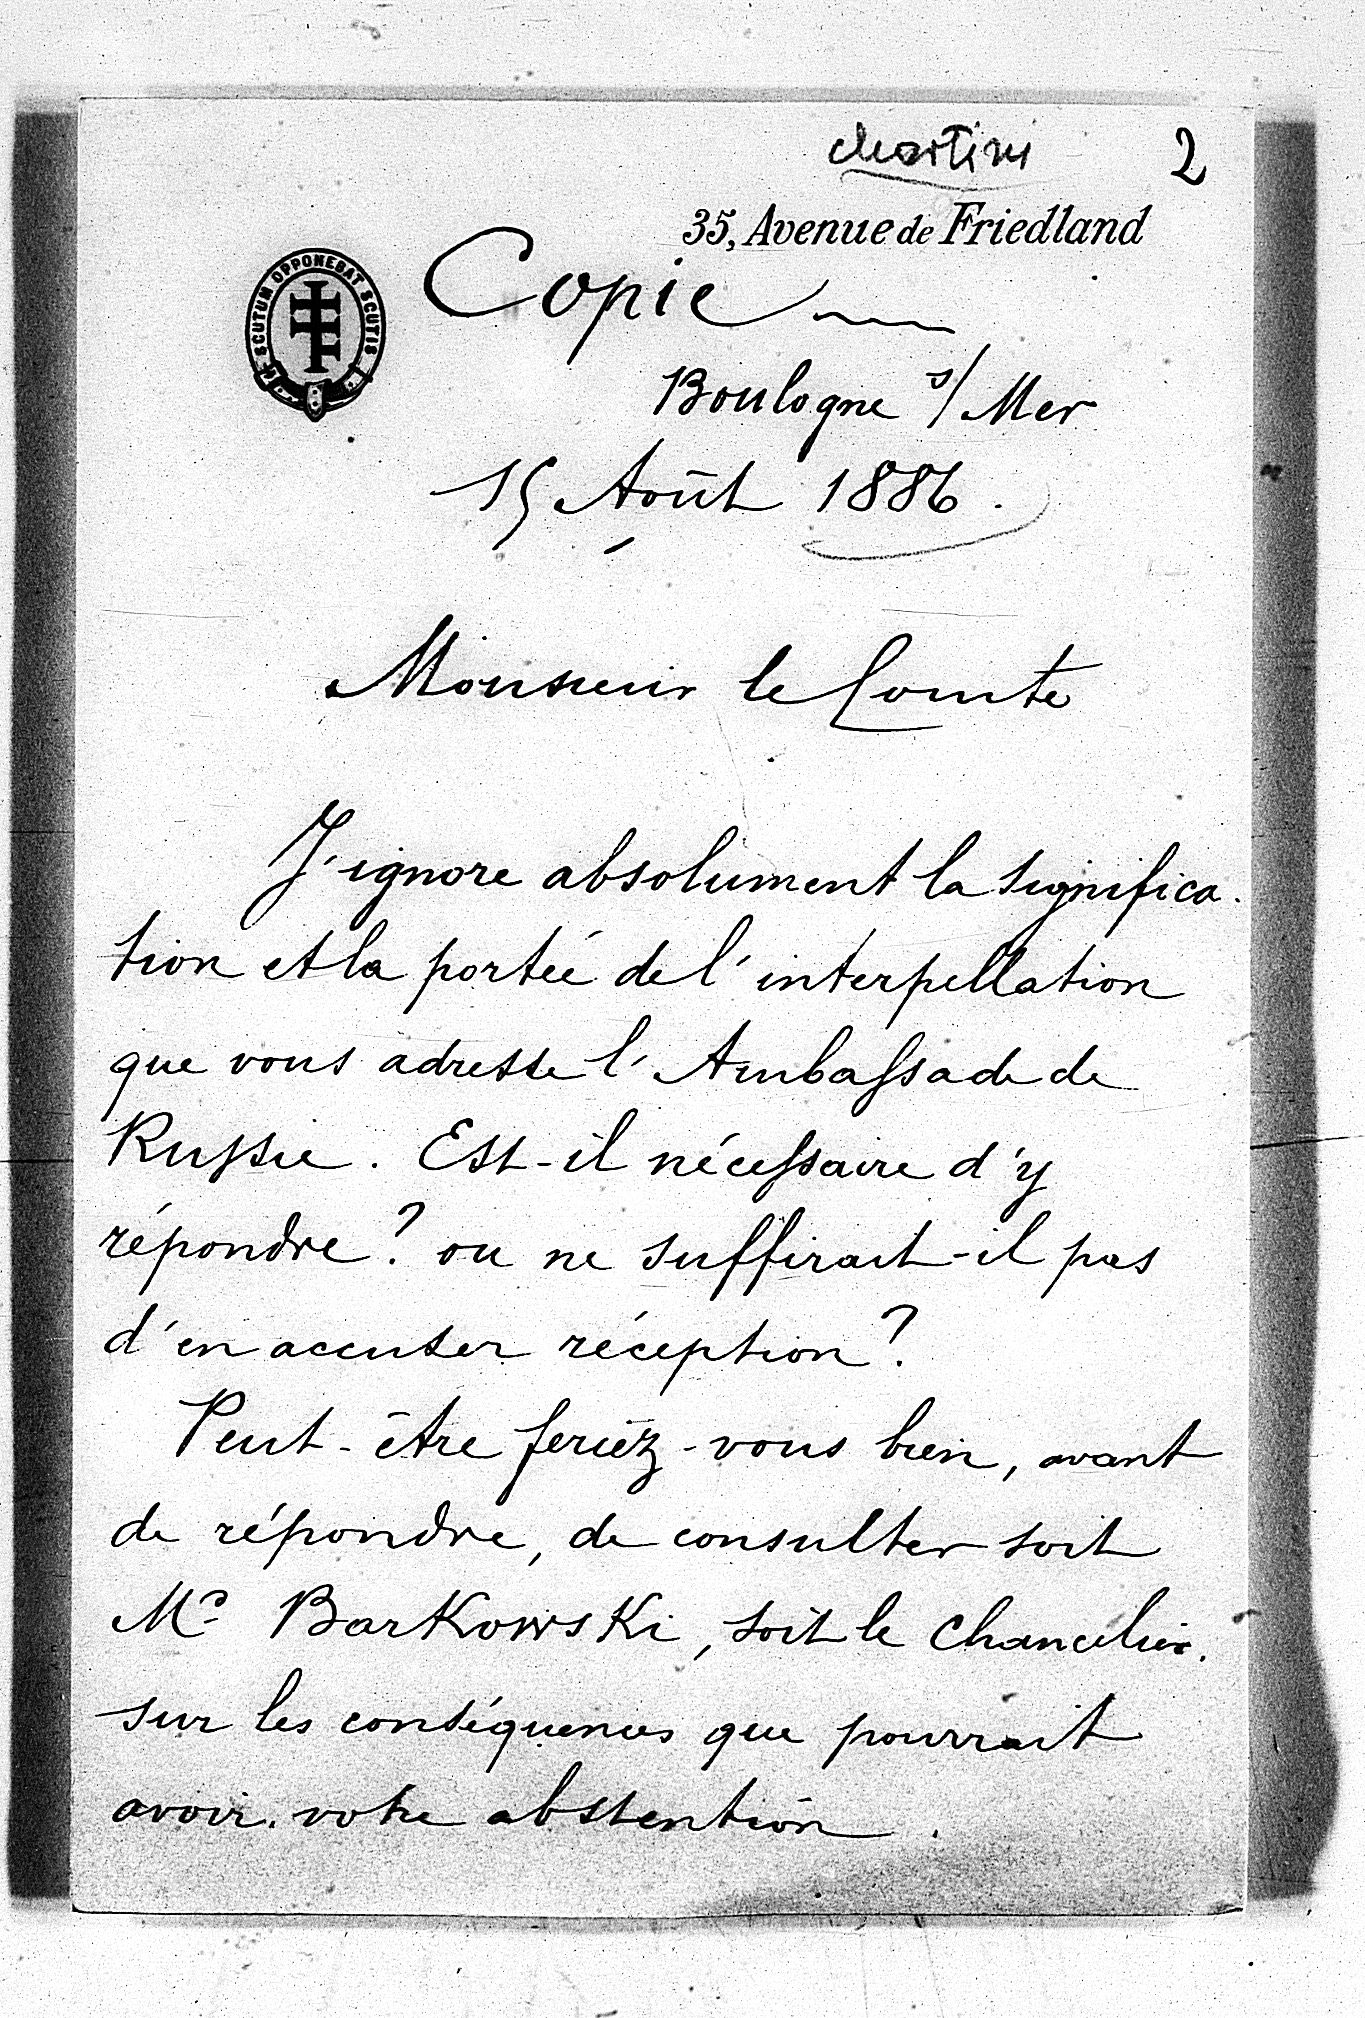 Martini
2
35, Avenue de Friedland
SCUTUM OPPONEBAT SCUTIS
Copie
Boulogne s/Mer
15 Août 1886.
Monsieur le Comte
J'ignore absolument la significa-
tion et la portée de l'interpellation
que vous adresse l'Ambassade de
Russie. Est-il nécessaire d'y
répondre? ou ne suffirait-il pas
d'en accuser réception?
Peut-être feriez-vous bien, avant
de répondre, de consulter soit
Mr Barkowski, soit le Chancelier.
sur les conséquences que pourrait
avoir votre abstention.